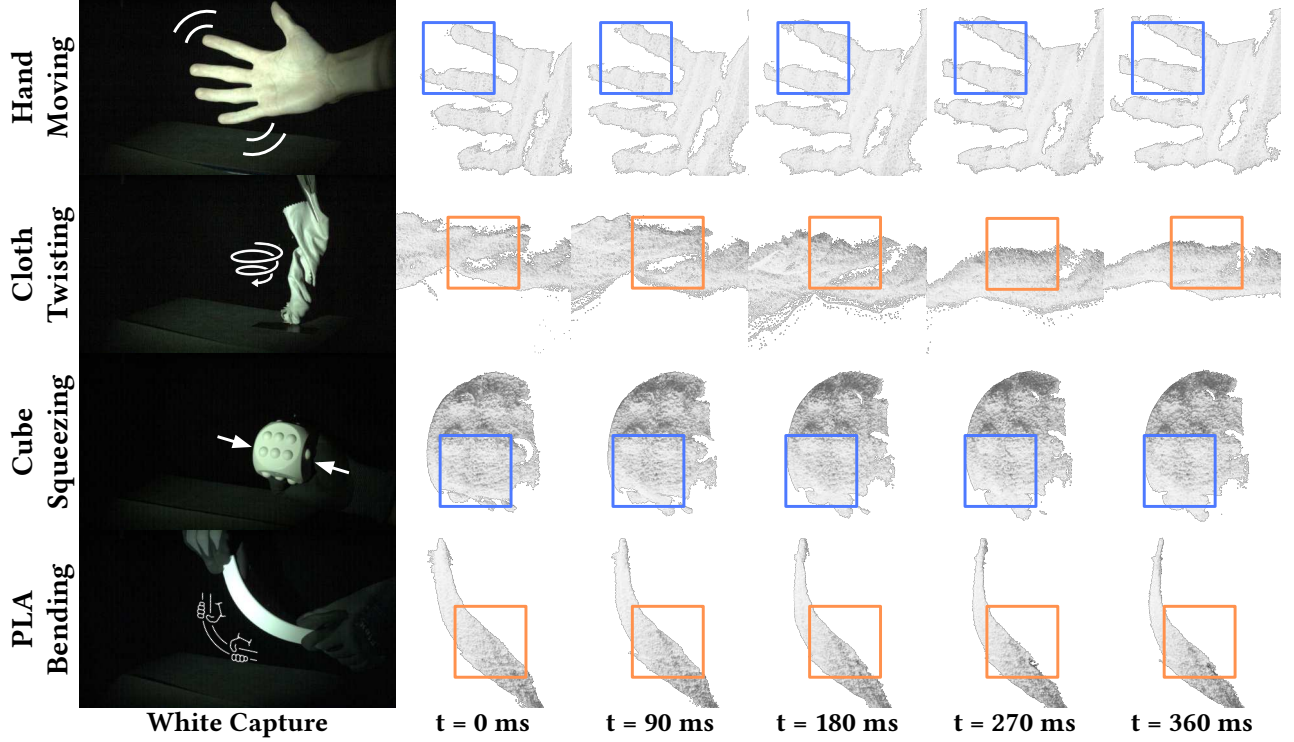 Hand
Moving
Cloth
Twisting
Cube
Squeezing
PLA
Bending
White Capture
t = 0 ms
t = 90 ms
t = 180 ms
t = 270 ms
t = 360 ms